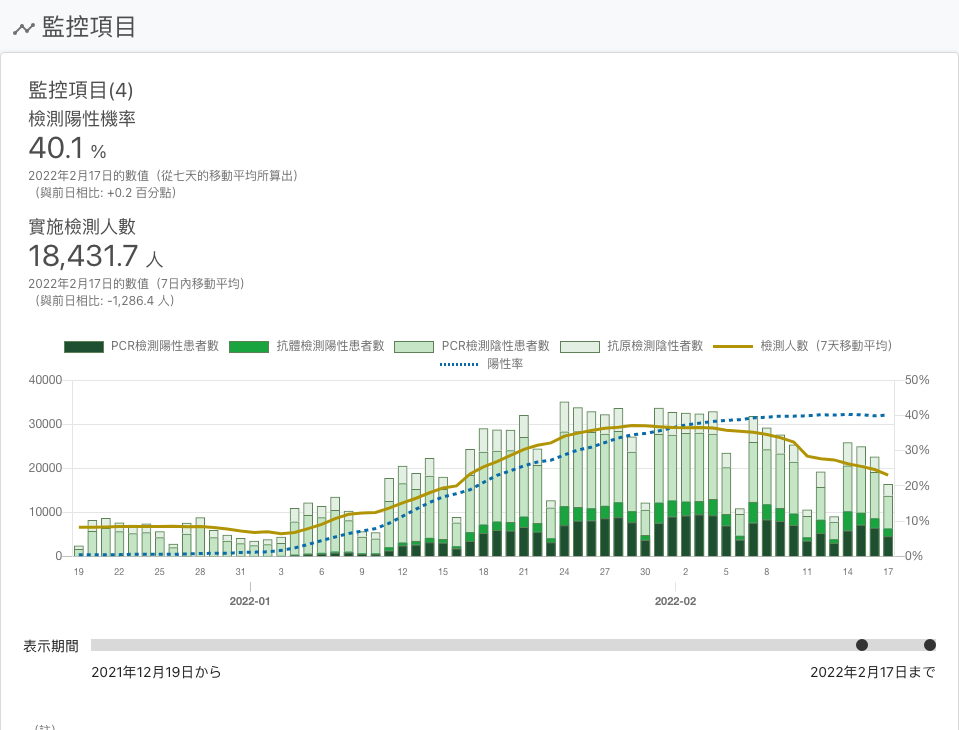 監控項目
監控項目(4)
檢測陽性機率
40.1 %
2022年2月17日的數值（從七天的移動平均所算出）
（與前日相比: +0.2 百分點）
實施檢測人數
18,431.7 人
2022年2月17日的數值（7日內移動平均）
（與前日相比: -1,286.4 人）
PCR檢測陽性患者數 抗體檢測陽性患者數 PCR檢測陰性患者數 抗原檢測陰性者數 檢測人數（7天移動平均）
陽性率
40000 50%
40%
30000
30%
20000
20%
10000
10%
0 0%
19 22 25 28 31 3 6 9 12 15 18 21 24 27 30 2 5 8 11 14 17
2022-01 2022-02
表示期間
2021年12月19日から 2022年2月17日まで
（註）